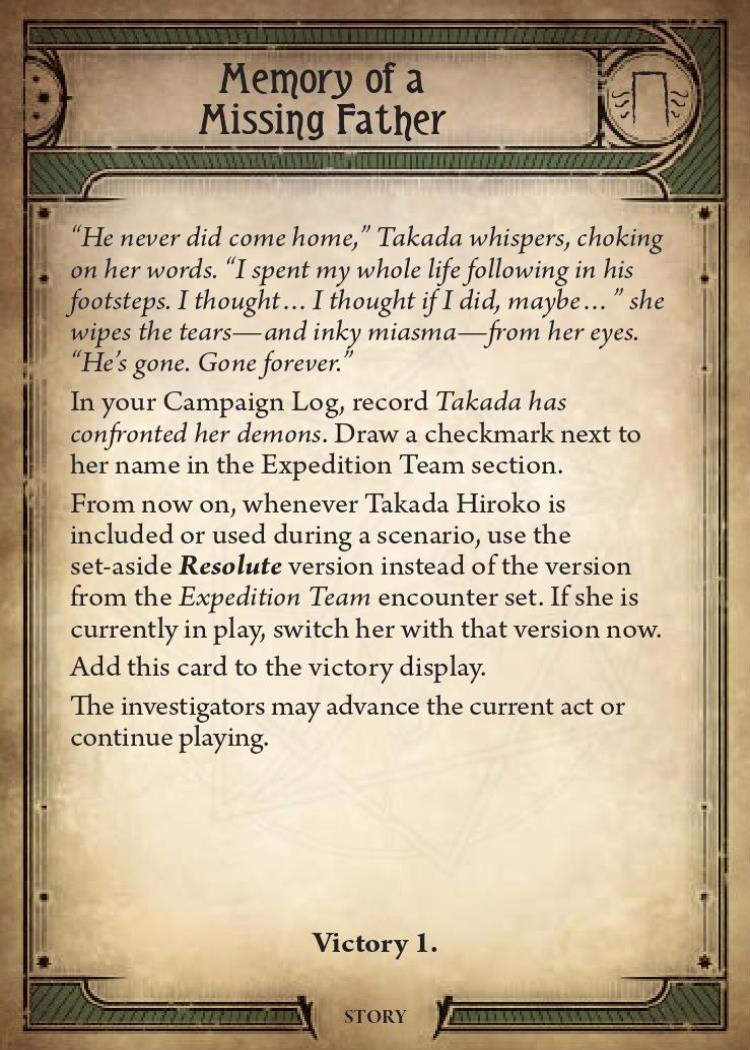 Memory of a
Missing Father
“He never did come home,” Takada whispers, choking
on her words. “I spent my whole life following in his
footsteps. I thought… I thought if I did, maybe… ” she
wipes the tears—and inky miasma—from her eyes.
“He’s gone. Gone forever.”
In your Campaign Log, record Takada has
confronted her demons. Draw a checkmark next to
her name in the Expedition Team section.
From now on, whenever Takada Hiroko is
included or used during a scenario, use the
set-aside Resolute version instead of the version
from the Expedition Team encounter set. If she is
currently in play, switch her with that version now.
Add this card to the victory display.
The investigators may advance the current act or
continue playing.
Victory 1.
STORY